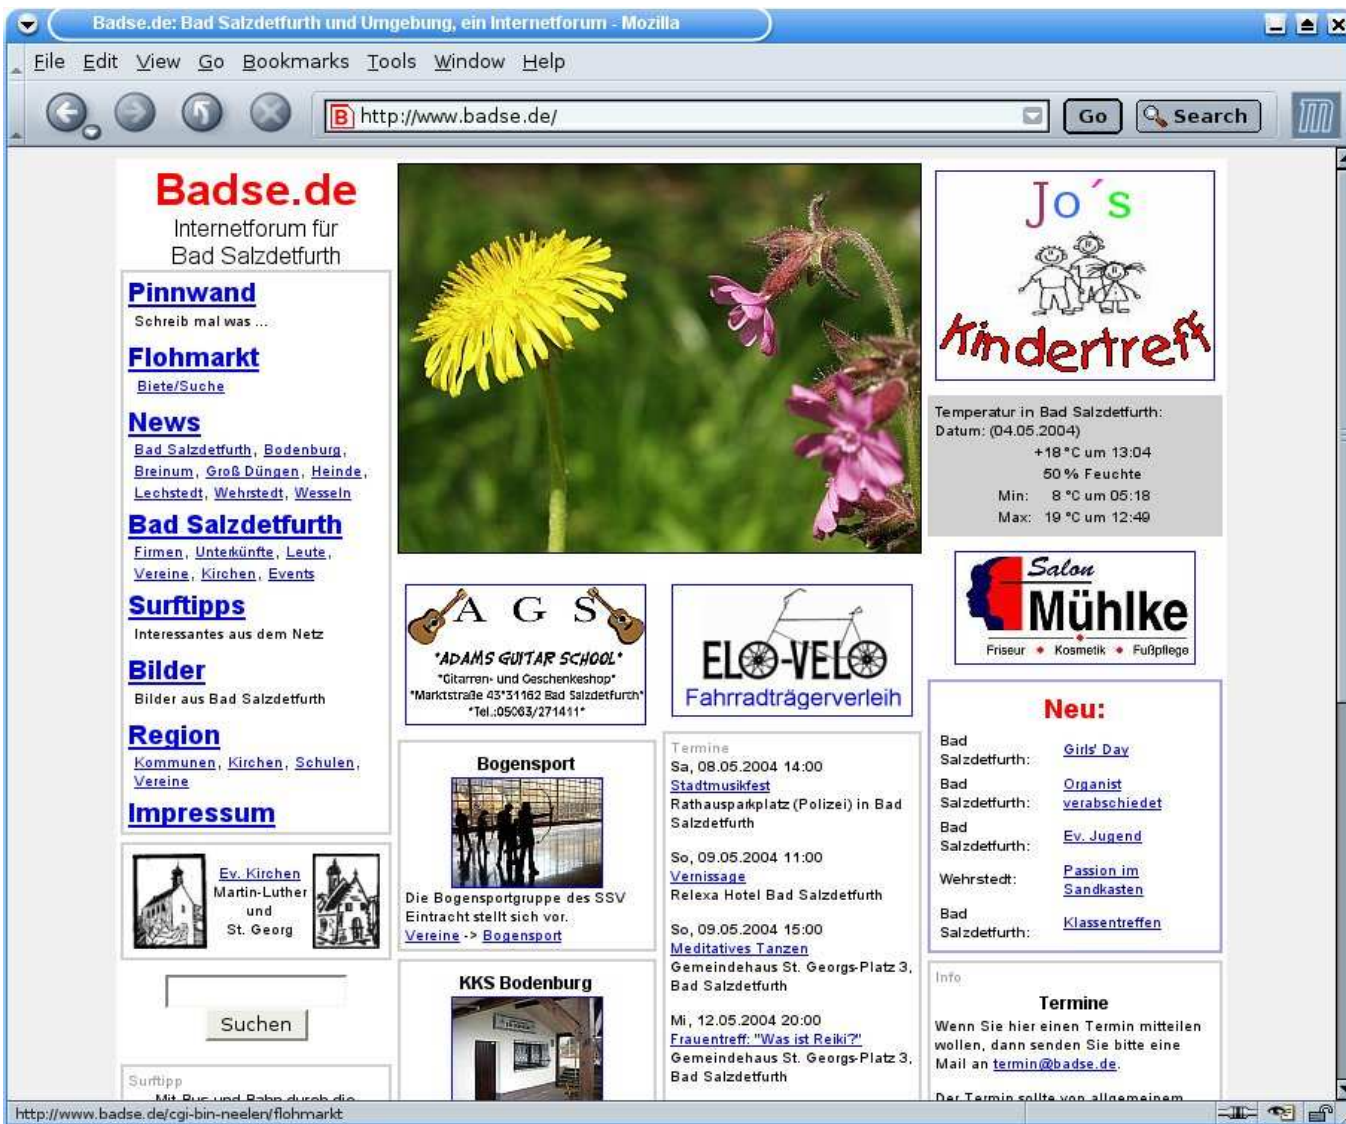 Badse.de: Bad Salzdetfurth und Umgebung, ein Internetforum - Mozilla
File Edit View Go Bookmarks Tools Window Help
http://www.badse.de/ Go Search
Badse.de
Internetforum für
Bad Salzdetfurth
Pinnwand
Schreib mal was ...
Flohmarkt
Biete/Suche
News
Bad Salzdetfurth, Bodenburg,
Breinum, Groß Düngen, Heinde,
Lechstedt, Wehrstedt, Wesseln
Bad Salzdetfurth
Firmen, Unterkünfte, Leute,
Vereine, Kirchen, Events
Surftipps
Interessantes aus dem Netz
Bilder
Bilder aus Bad Salzdetfurth
Region
Kommunen, Kirchen, Schulen,
Vereine
Impressum
Ev. Kirchen
Martin-Luther
und
St. Georg
Suchen
Surftipp
Mit Bus und Bahn durch die
A G S
*ADAMS GUITAR SCHOOL*
*Gitarren- und Geschenkeshop*
*Marktstraße 43*31162 Bad Salzdetfurth*
*Tel.:05063/271411*
Bogensport
Die Bogensportgruppe des SSV
Eintracht stellt sich vor.
Vereine -> Bogensport
KKS Bodenburg
ELO-VELO
Fahrradträgerverleih
Termine
Sa, 08.05.2004 14:00
Stadtmusikfest
Rathausparkplatz (Polizei) in Bad
Salzdetfurth
So, 09.05.2004 11:00
Vernissage
Relexa Hotel Bad Salzdetfurth
So, 09.05.2004 15:00
Meditatives Tanzen
Gemeindehaus St. Georgs-Platz 3,
Bad Salzdetfurth
Mi, 12.05.2004 20:00
Frauentreff: "Was ist Reiki?"
Gemeindehaus St. Georgs-Platz 3,
Bad Salzdetfurth
Jo´s
Kindertreff
Temperatur in Bad Salzdetfurth:
Datum: (04.05.2004)
+18 °C um 13:04
50 % Feuchte
Min: 8 °C um 05:18
Max: 19 °C um 12:49
Salon
Mühlke
Friseur ♦ Kosmetik ♦ Fußpflege
Neu:
Bad
Salzdetfurth: Girls' Day
Bad Organist
Salzdetfurth: verabschiedet
Bad
Salzdetfurth: Ev. Jugend
Wehrstedt: Passion im
Sandkasten
Bad
Salzdetfurth: Klassentreffen
Info
Termine
Wenn Sie hier einen Termin mitteilen
wollen, dann senden Sie bitte eine
Mail an termin@badse.de.
Der Termin sollte von allgemeinem
http://www.badse.de/cgi-bin-neelen/flohmarkt